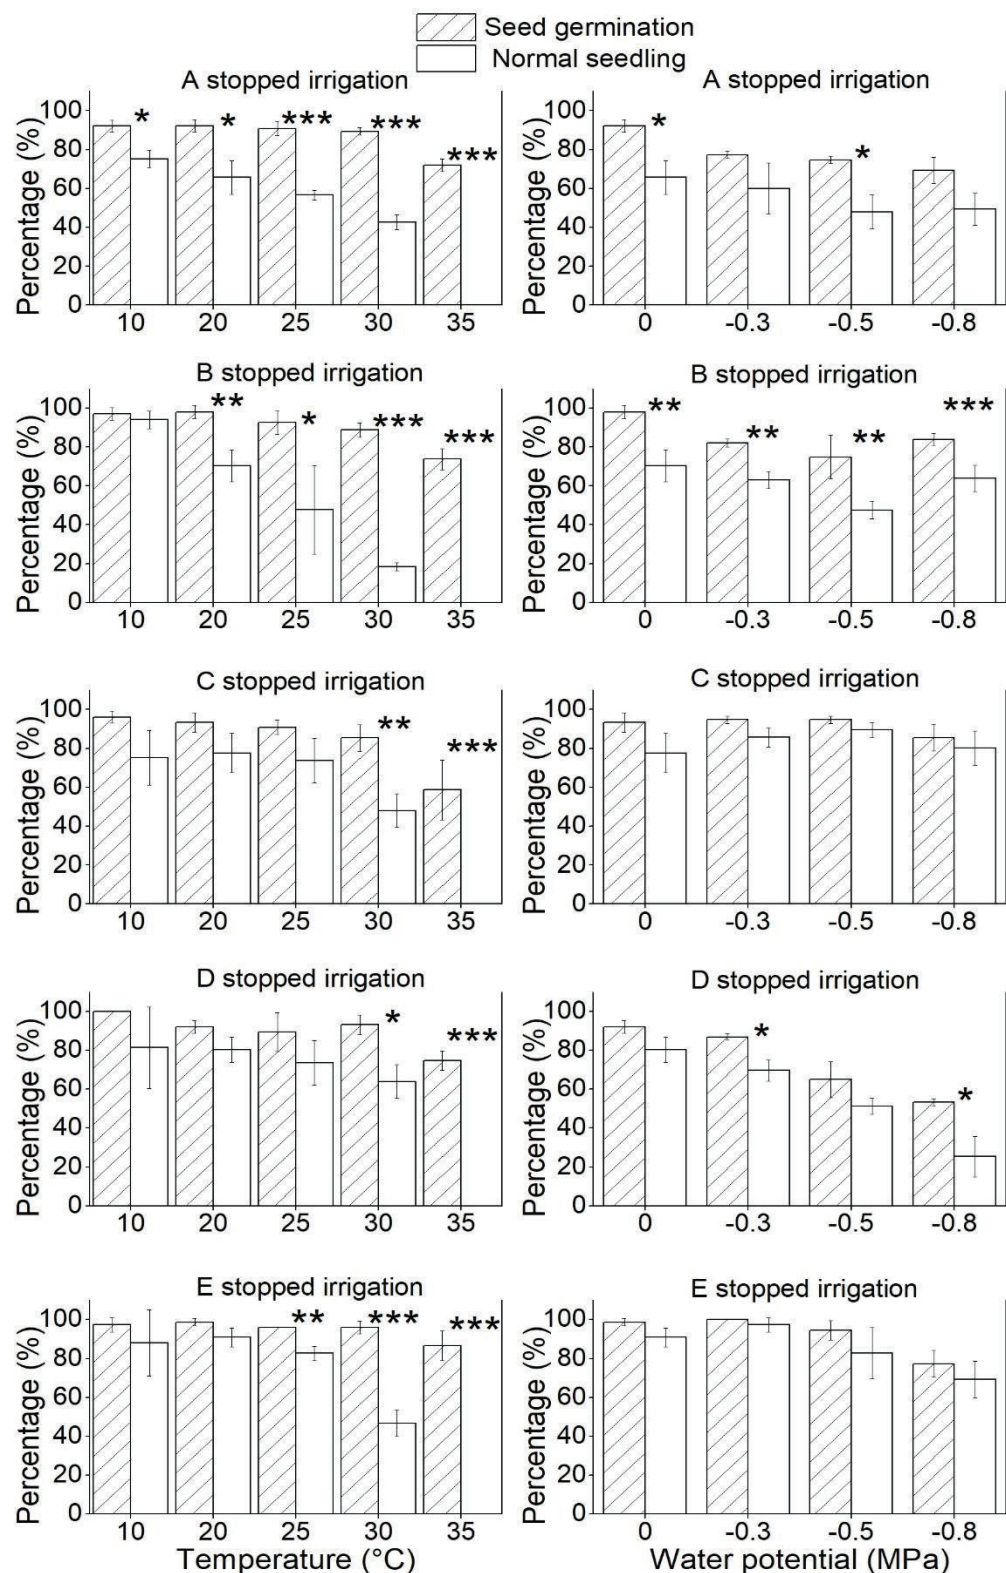 Seed germination
Normal seedling
A stopped irrigation
A stopped irrigation
Percentage (%)
100
80
60
40
20
0
* * *** *** ***
10 20 25 30 35
Percentage (%)
100
80
60
40
20
0
* *
0 -0.3 -0.5 -0.8
B stopped irrigation
B stopped irrigation
Percentage (%)
100
80
60
40
20
0
** * *** ***
10 20 25 30 35
Percentage (%)
100
80
60
40
20
0
** ** ** ***
0 -0.3 -0.5 -0.8
C stopped irrigation
C stopped irrigation
Percentage (%)
100
80
60
40
20
0
** ***
10 20 25 30 35
Percentage (%)
100
80
60
40
20
0
0 -0.3 -0.5 -0.8
D stopped irrigation
D stopped irrigation
Percentage (%)
100
80
60
40
20
0
* ***
10 20 25 30 35
Percentage (%)
100
80
60
40
20
0
* *
0 -0.3 -0.5 -0.8
E stopped irrigation
E stopped irrigation
Percentage (%)
100
80
60
40
20
0
** *** ***
10 20 25 30 35
Temperature (°C)
Percentage (%)
100
80
60
40
20
0
0 -0.3 -0.5 -0.8
Water potential (MPa)